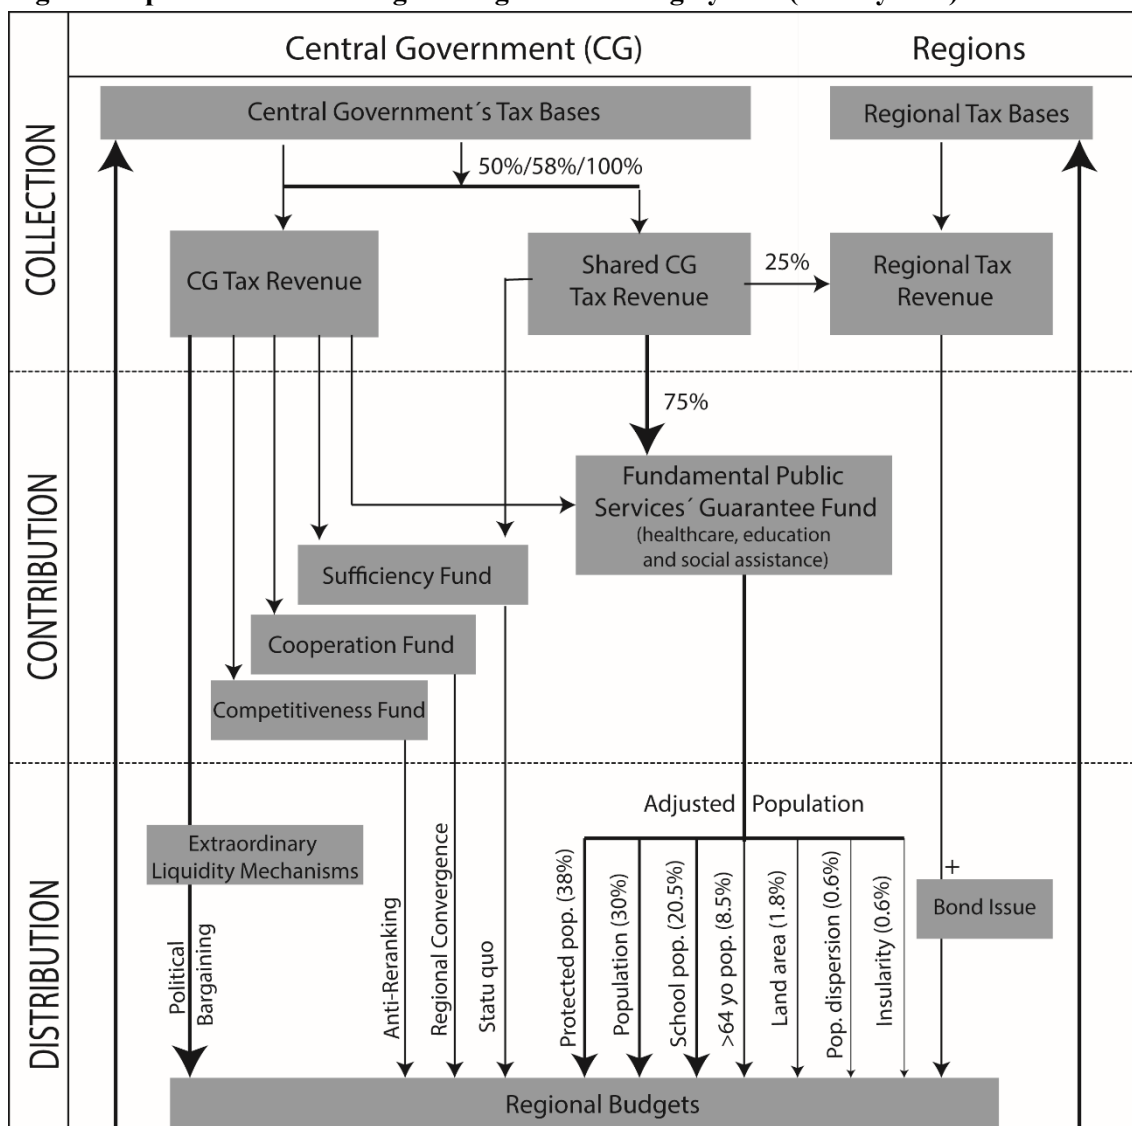 Central Government (CG)
Regions
COLLECTION
Central Government´s Tax Bases
Regional Tax Bases
50%/58%/100%
CG Tax Revenue
Shared CG
Tax Revenue
25%
Regional Tax
Revenue
CONTRIBUTION
75%
Fundamental Public
Services´ Guarantee Fund
(healthcare, education
and social assistance)
Sufficiency Fund
Cooperation Fund
Competitiveness Fund
DISTRIBUTION
Adjusted Population
Extraordinary
Liquidity Mechanisms
Political
Bargaining
Anti-Reranking
Regional Convergence
Statu quo
Protected pop. (38%)
Population (30%)
School pop. (20.5%)
>64 yo pop. (8.5%)
Land area (1.8%)
Pop. dispersion (0.6%)
Insularity (0.6%)
+
Bond Issue
Regional Budgets